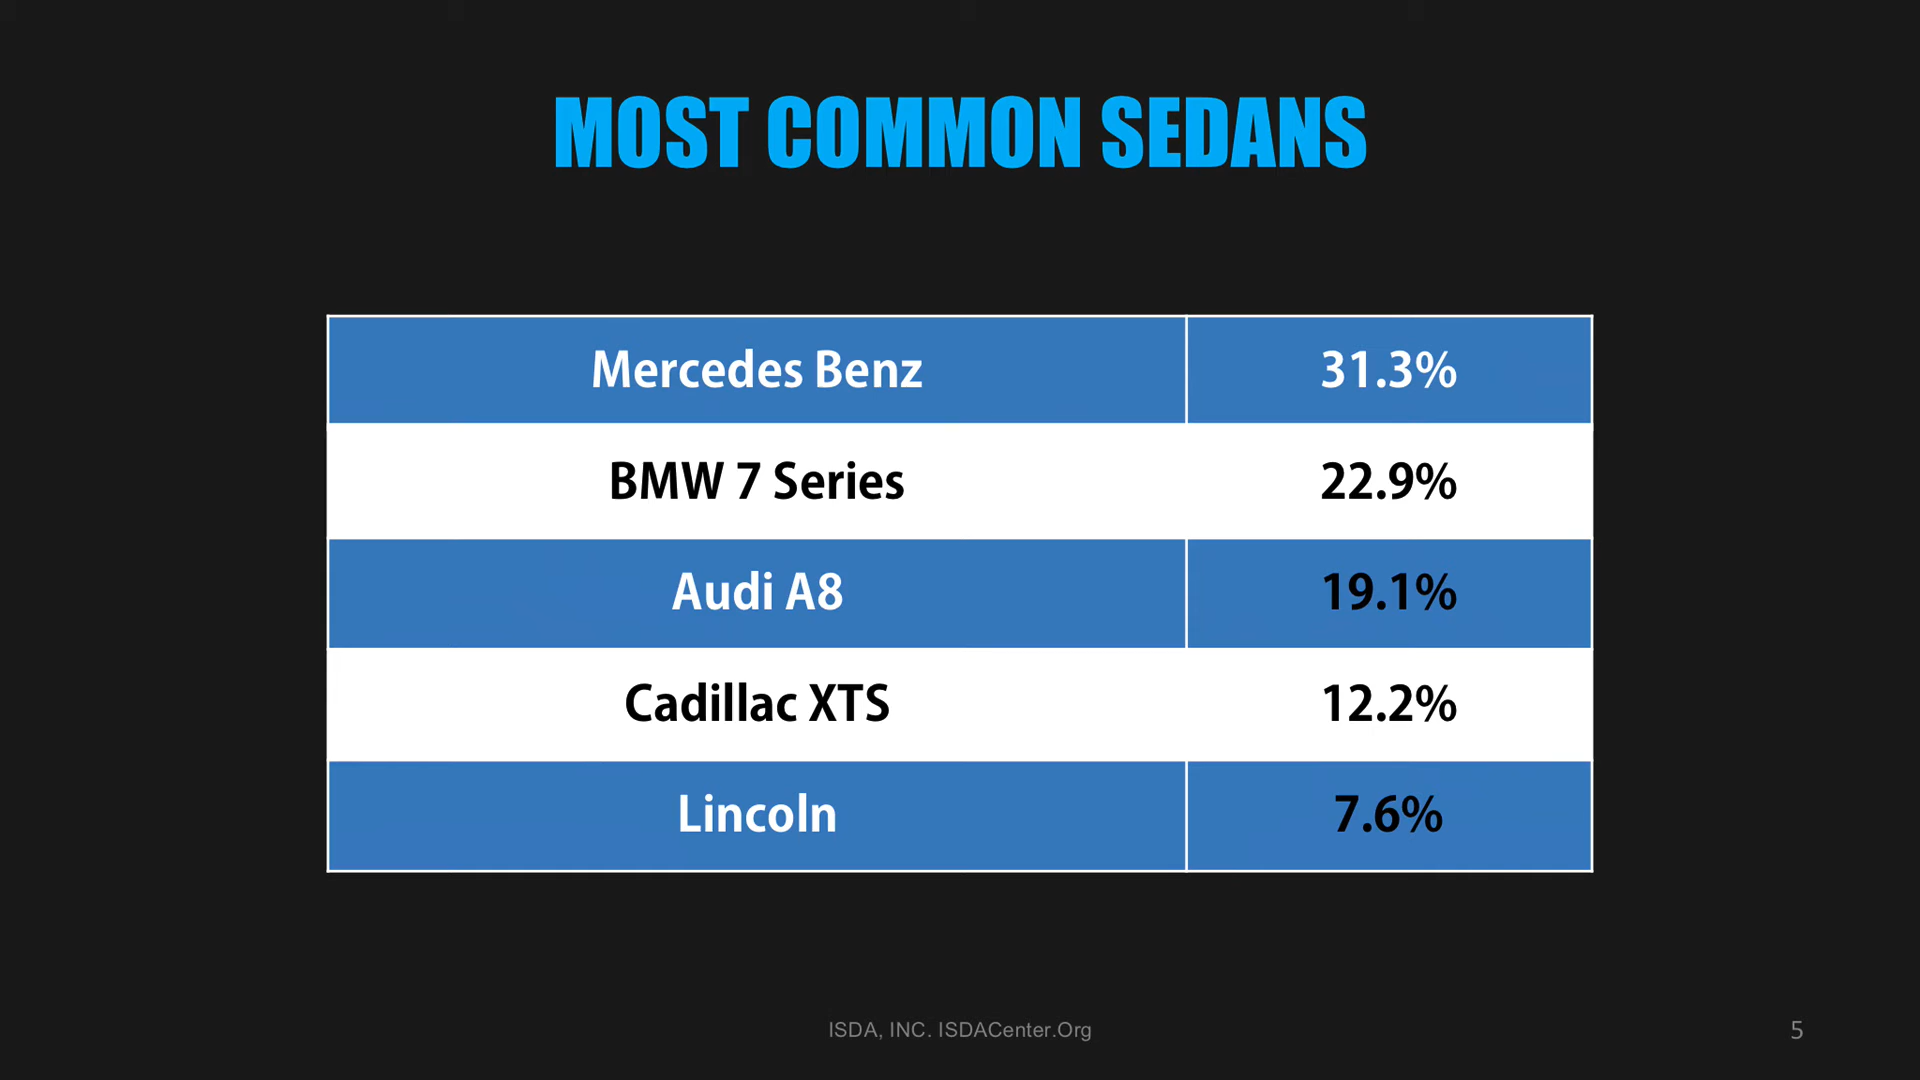 MOST COMMON SEDANS
Mercedes Benz 31.3%
BMW 7 Series 22.9%
Audi A8 19.1%
Cadillac XTS 12.2%
Lincoln 7.6%
ISDA, INC. ISDACenter.Org 5